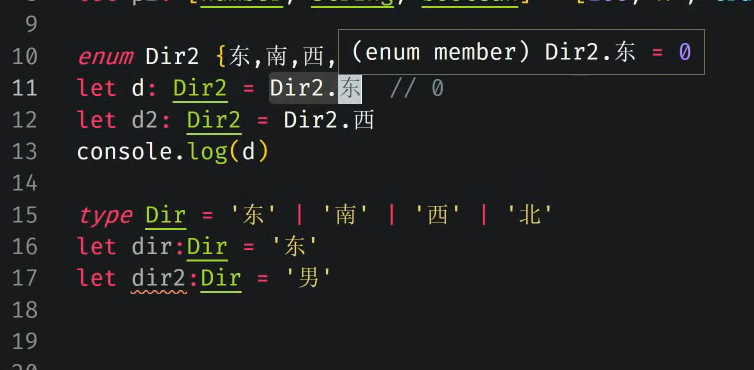 9
10 enum Dir2 {东,南,西, (enum member) Dir2.东 = 0
11 let d: Dir2 = Dir2.东 // 0
12 let d2: Dir2 = Dir2.西
13 console.log(d)
14
15 type Dir = '东' | '南' | '西' | '北'
16 let dir:Dir = '东'
17 let dir2:Dir = '男'
18
19